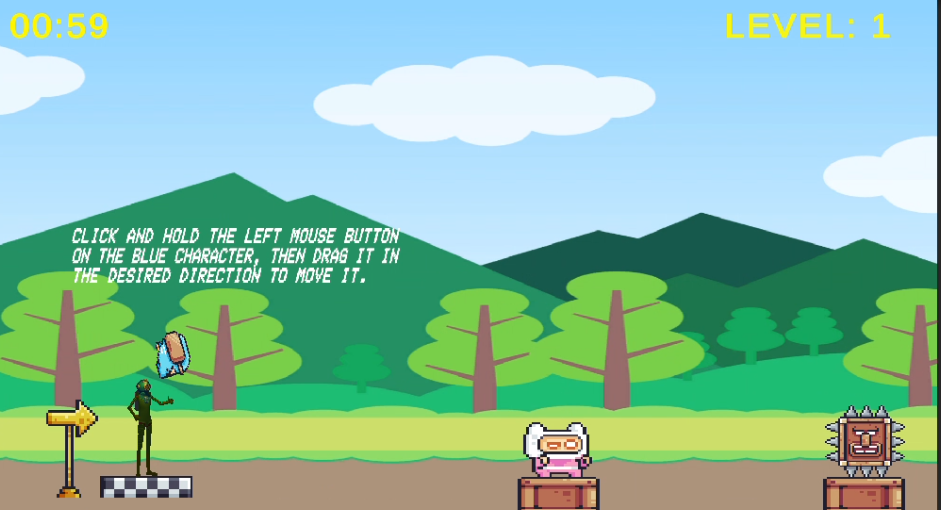 00:59
LEVEL: 1
CLICK AND HOLD THE LEFT MOUSE BUTTON
ON THE BLUE CHARACTER, THEN DRAG IT IN
THE DESIRED DIRECTION TO MOVE IT.